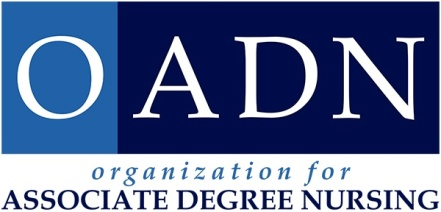 OADN
organization for
ASSOCIATE DEGREE NURSING